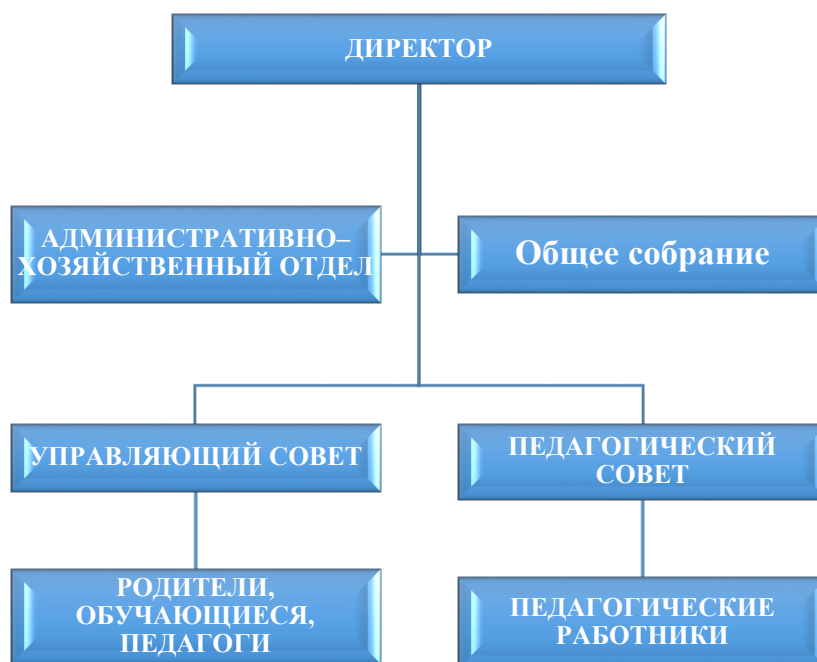 ДИРЕКТОР
АДМИНИСТРАТИВНО–
ХОЗЯЙСТВЕННЫЙ ОТДЕЛ
Общее собрание
УПРАВЛЯЮЩИЙ СОВЕТ
ПЕДАГОГИЧЕСКИЙ
СОВЕТ
РОДИТЕЛИ,
ОБУЧАЮЩИЕСЯ,
ПЕДАГОГИ
ПЕДАГОГИЧЕСКИЕ
РАБОТНИКИ